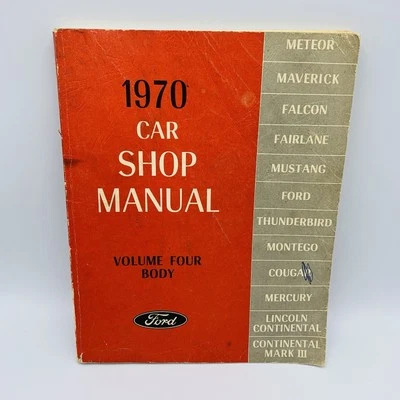 1970
CAR
SHOP
MANUAL
VOLUME FOUR
BODY
Ford
METEOR
MAVERICK
FALCON
FAIRLANE
MUSTANG
FORD
THUNDERBIRD
MONTEGO
COUGAR
MERCURY
LINCOLN
CONTINENTAL
CONTINENTAL
MARK III